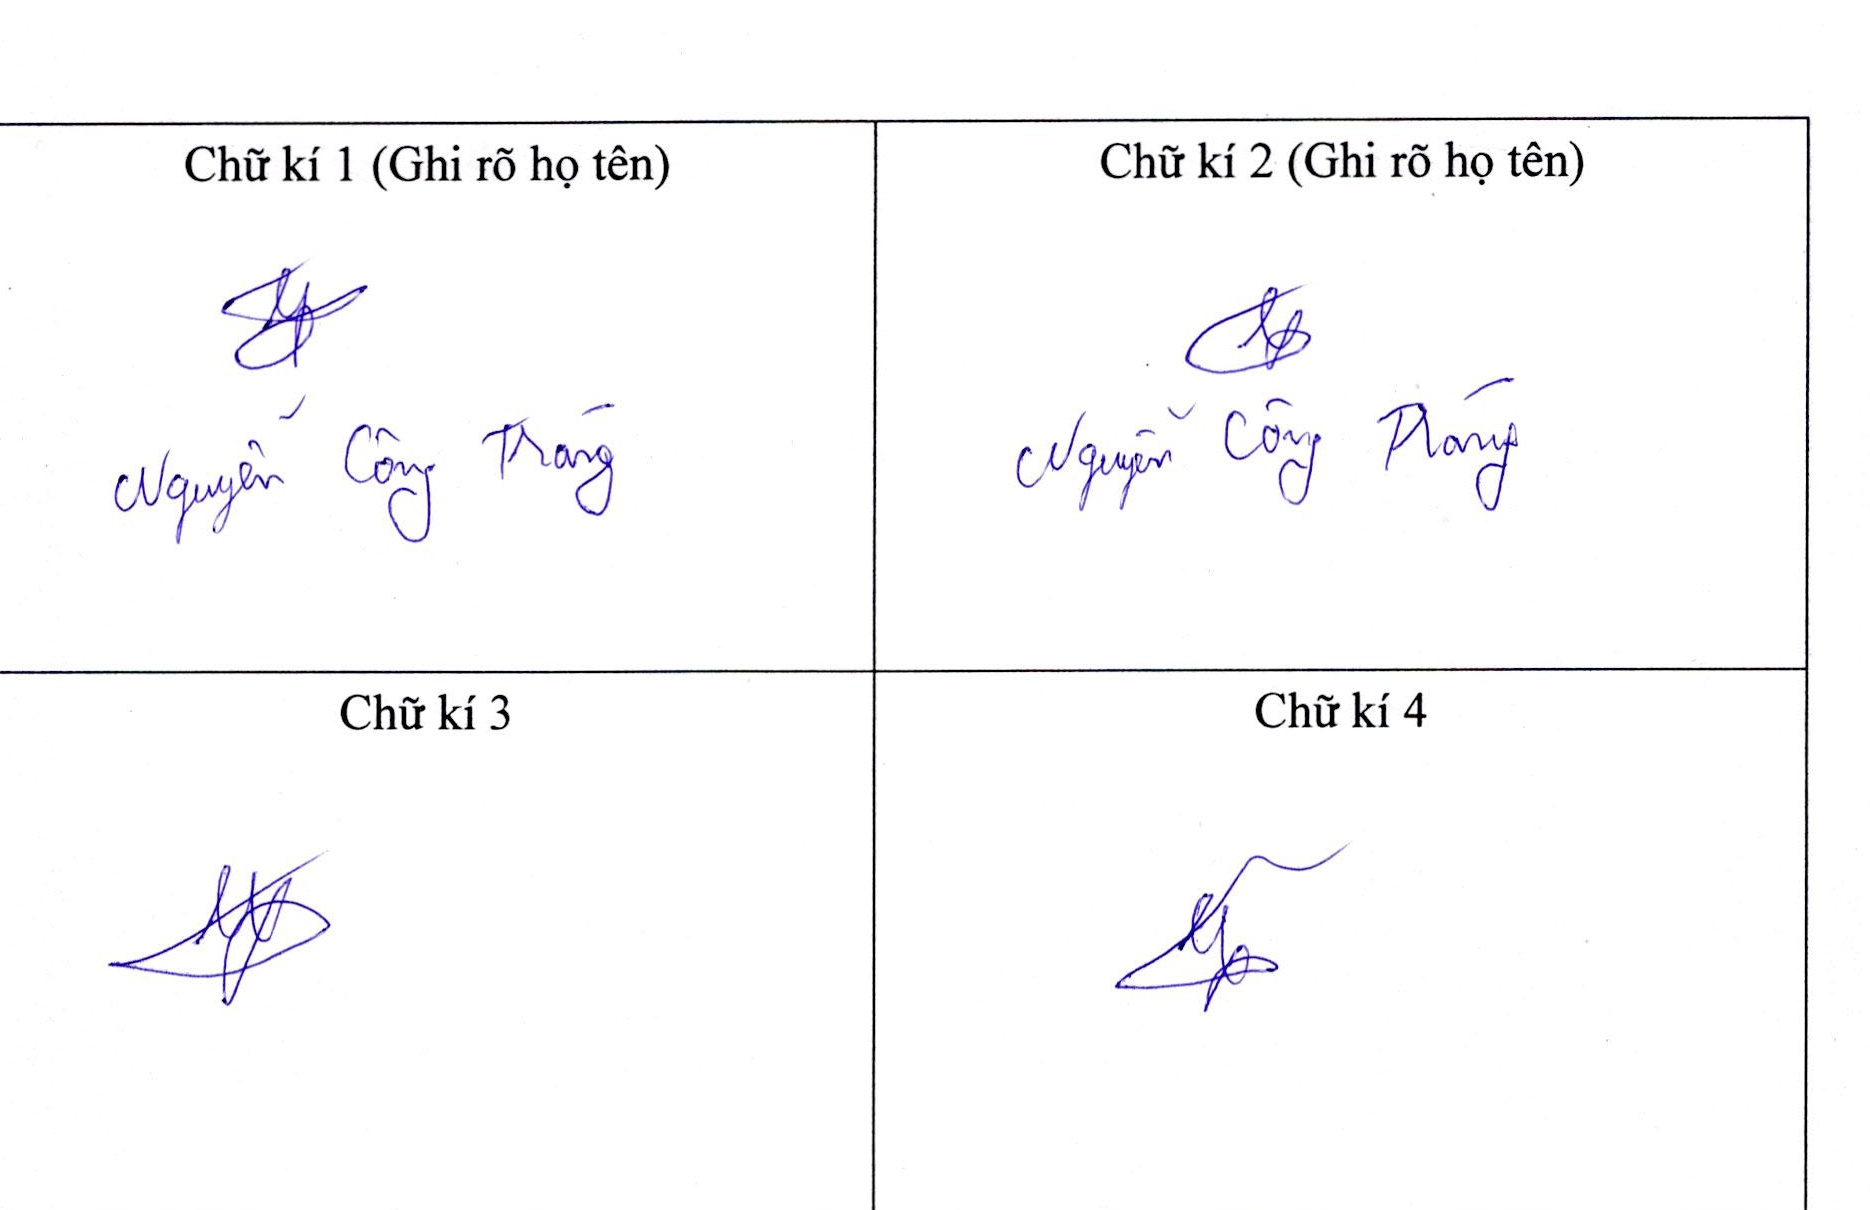 Chữ kí 1 (Ghi rõ họ tên)
Chữ kí 2 (Ghi rõ họ tên)
Nguyễn Công Tráng
Nguyễn Công Tráng
Chữ kí 3
Chữ kí 4